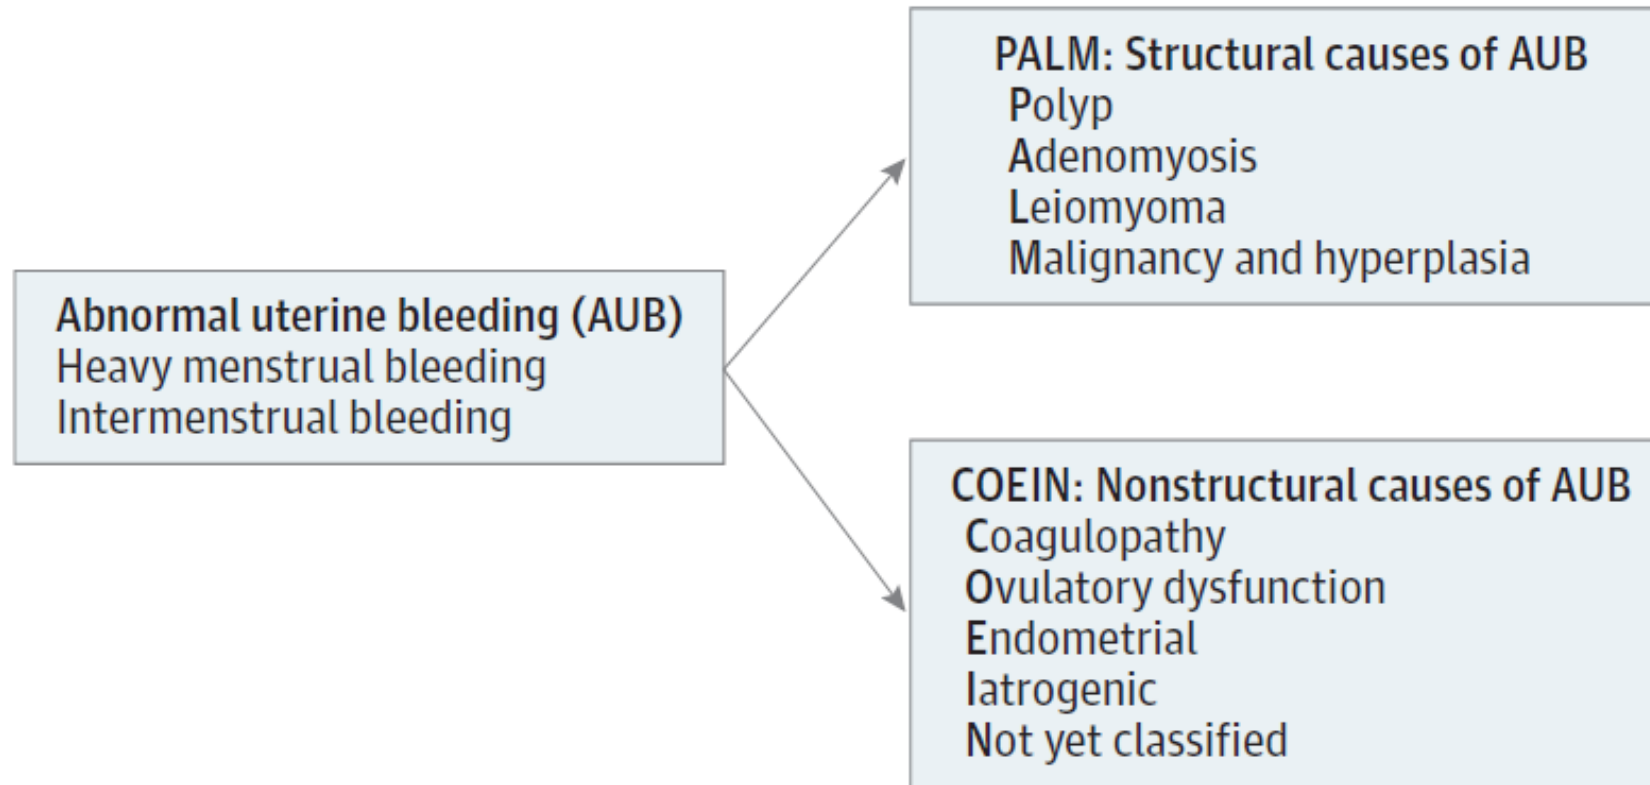 PALM: Structural causes of AUB
Polyp
Adenomyosis
Leiomyoma
Malignancy and hyperplasia
Abnormal uterine bleeding (AUB)
Heavy menstrual bleeding
Intermenstrual bleeding
COEIN: Nonstructural causes of AUB
Coagulopathy
Ovulatory dysfunction
Endometrial
Iatrogenic
Not yet classified